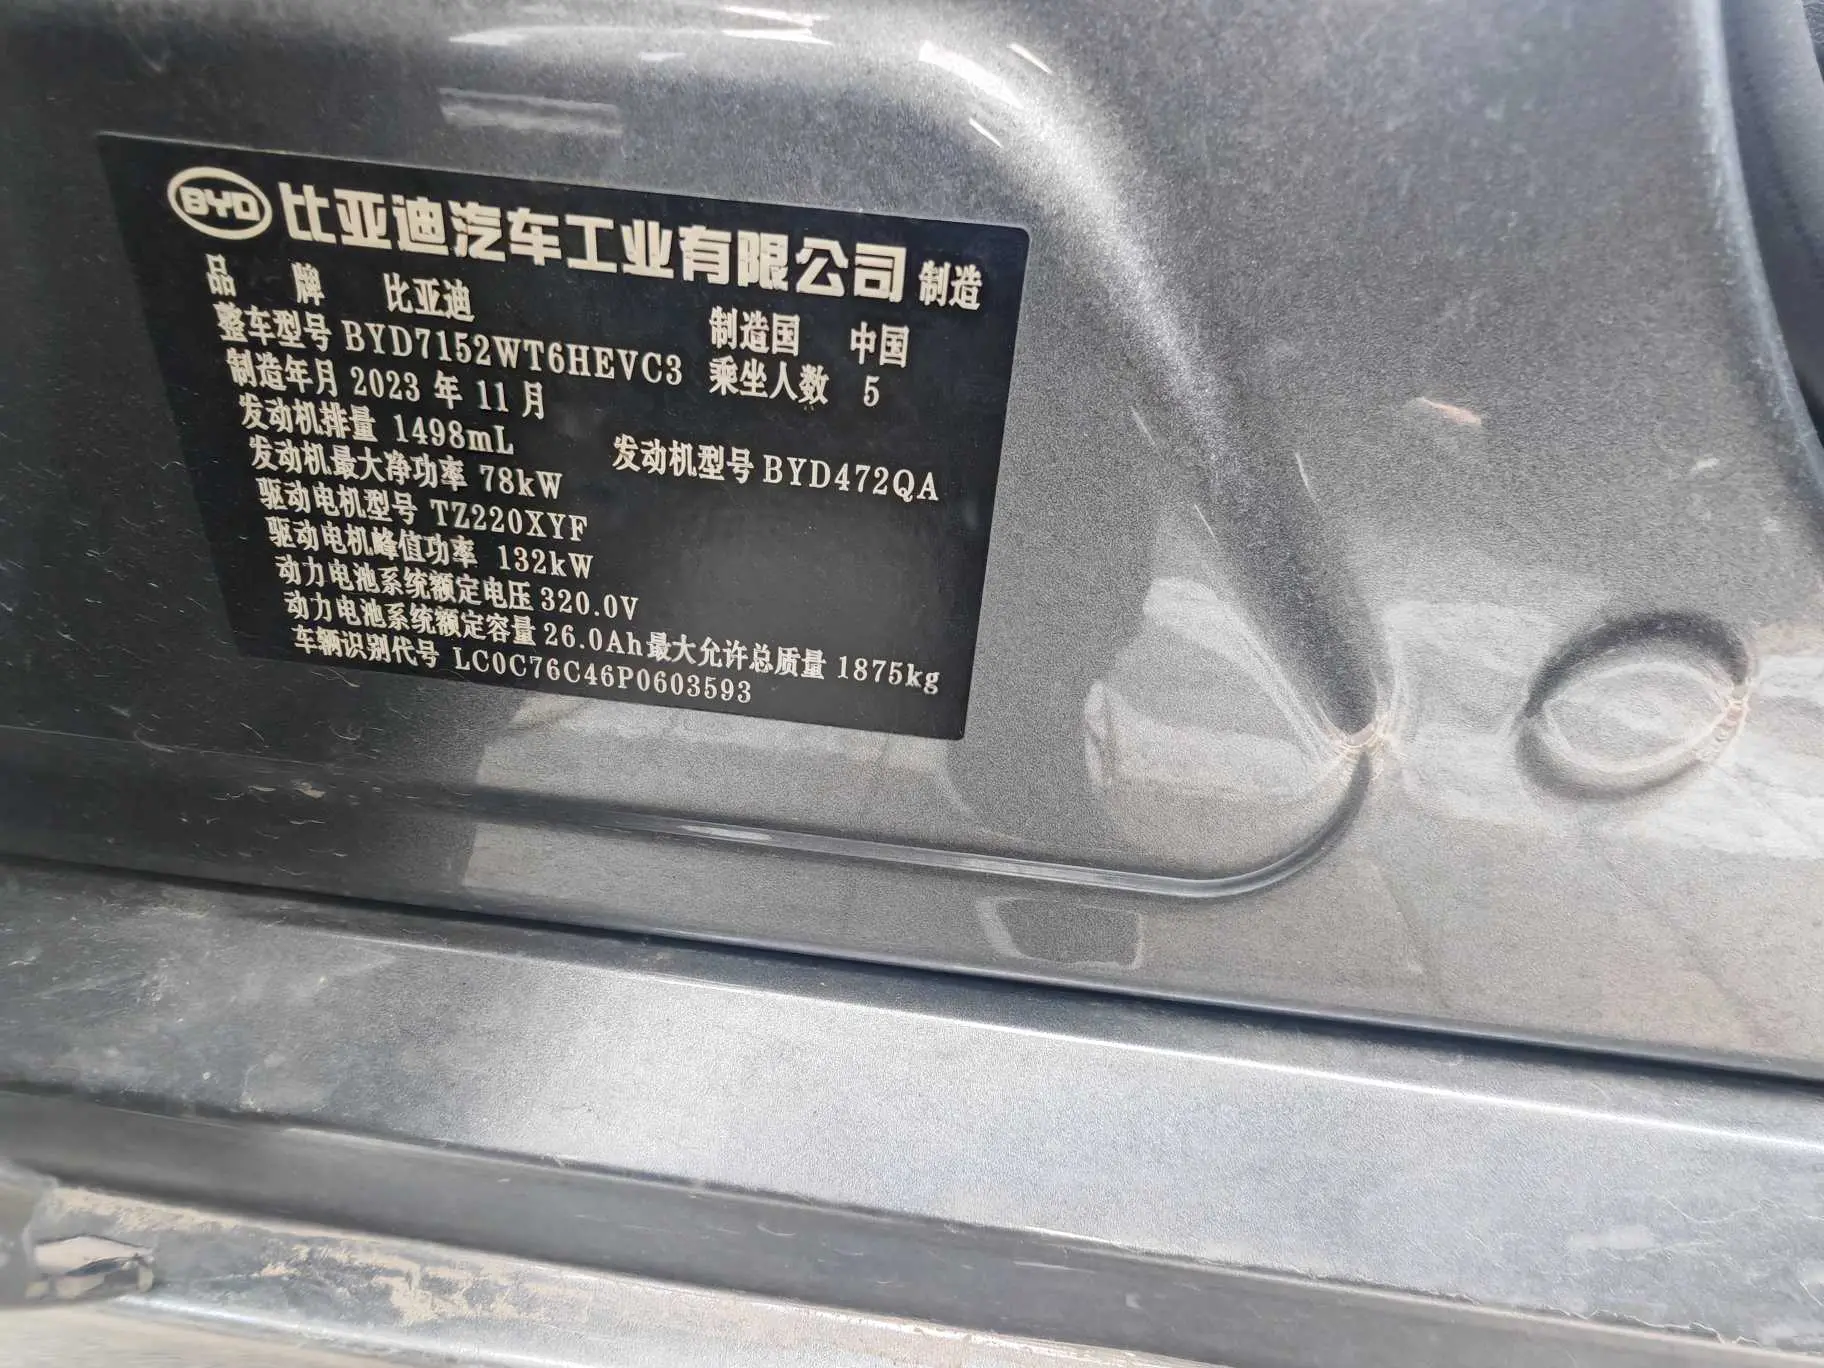 BYD 比亚迪汽车工业有限公司 制造
品牌 比亚迪 制造国 中国
整车型号 BYD7152WT6HEVC3 乘坐人数 5
制造年月 2023 年 11 月
发动机排量 1498mL 发动机型号 BYD472QA
发动机最大净功率 78kW
驱动电机型号 TZ220XYF
驱动电机峰值功率 132kW
动力电池系统额定电压 320.0V
动力电池系统额定容量 26.0Ah 最大允许总质量 1875kg
车辆识别代号 LC0C76C46P0603593